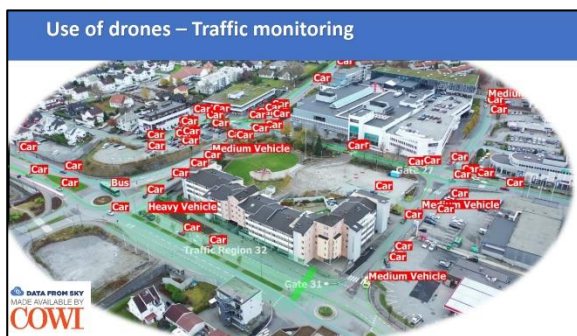 Use of drones – Traffic monitoring
Car
Car
Medium Vehicle
Car
Car
Car
Car
Car
Car
Car
Car
Car
Car
Car
Medium Vehicle
Car
Car
Car
Car
Car
Gate 27
Car
Car
Car
Bus
Car
Car
Car
Car
Heavy Vehicle
Car
Medium Vehicle
Car
Car
Car
Car
Traffic Region 32
Car
Car
Gate 31
Medium Vehicle
DATA FROM SKY
MADE AVAILABLE BY
COWI